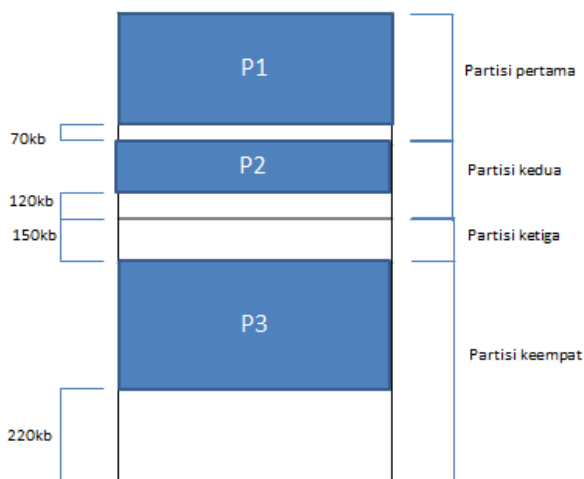 P1
Partisi pertama
70kb
P2
Partisi kedua
120kb
150kb
Partisi ketiga
P3
Partisi keempat
220kb